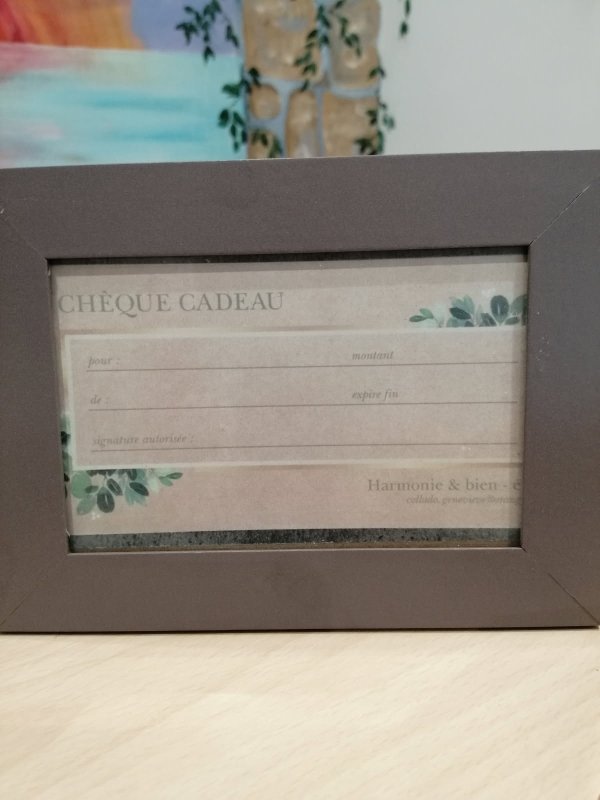 CHÈQUE CADEAU
pour :
montant
de :
expire fin
signature autorisée :
Harmonie & bien - e